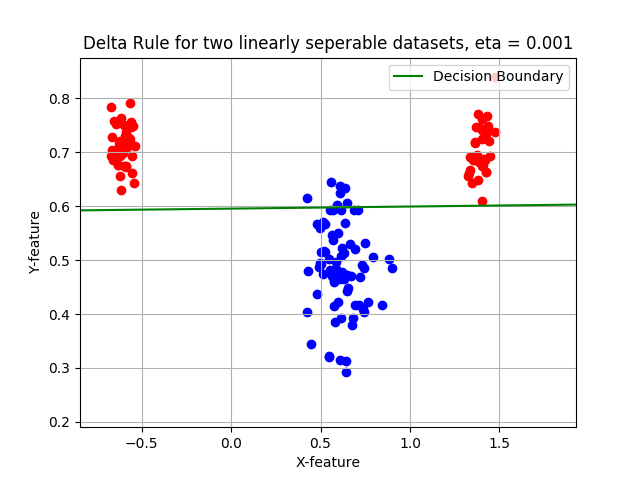 Delta Rule for two linearly seperable datasets, eta = 0.001
Decision Boundary
0.8
0.7
0.6
0.5
0.4
0.3
0.2
Y-feature
−0.5 0.0 0.5 1.0 1.5
X-feature